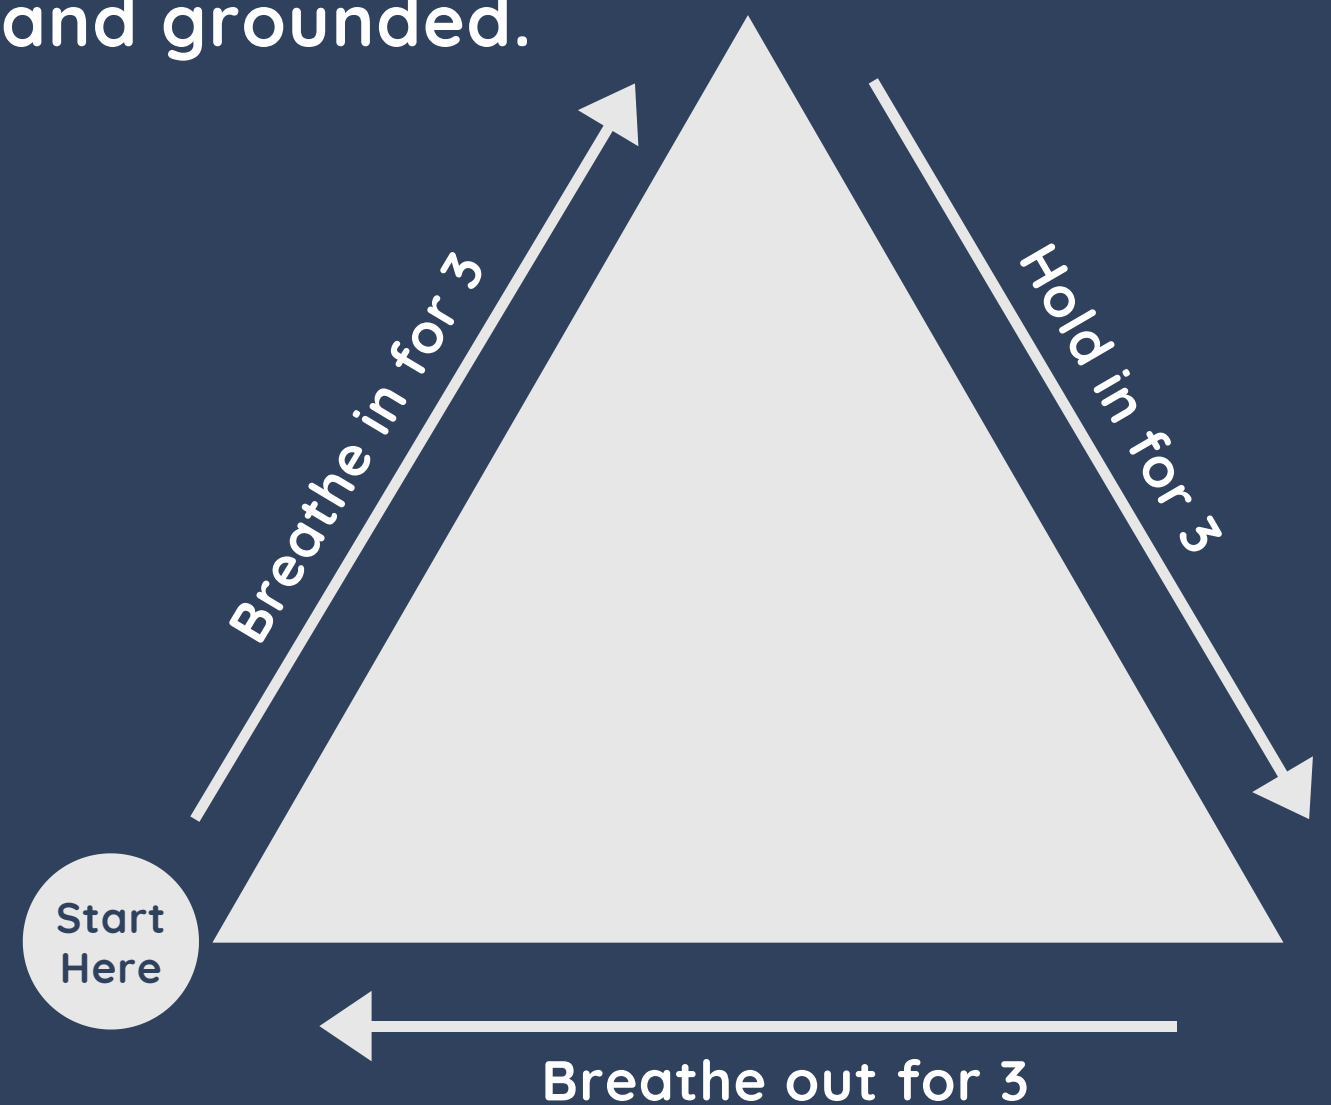 and grounded.
Breathe in for 3
Hold in for 3
Start
Here
Breathe out for 3